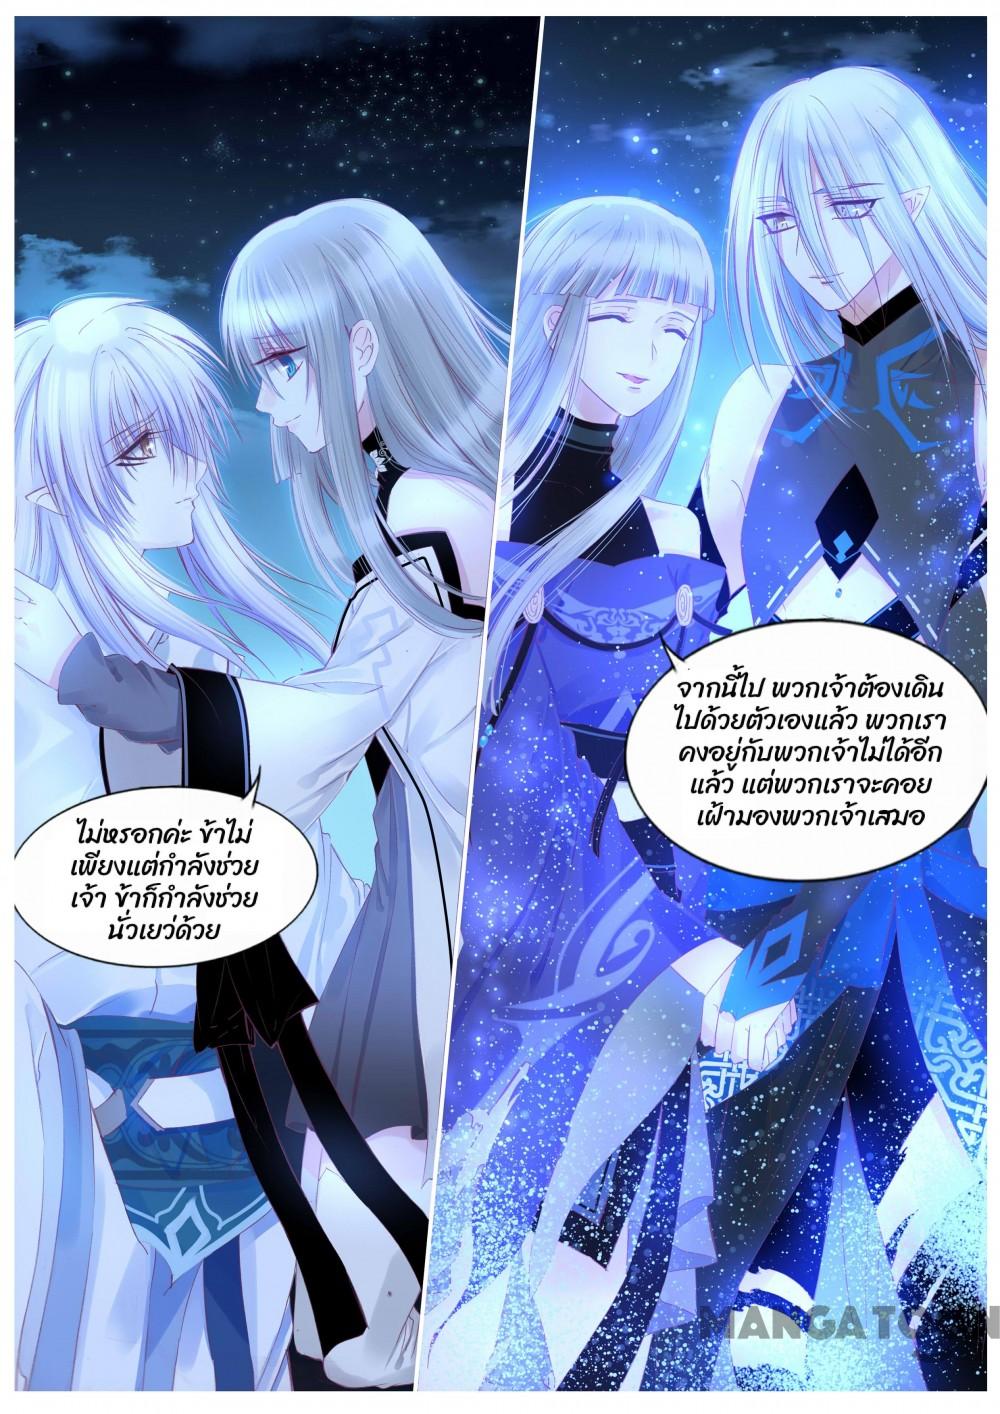 ไม่หรอกค่ะ ข้าไม่
เพียงแต่กำลังช่วย
เจ้า ข้าก็กำลังช่วย
นั่วเยว่ด้วย
จากนี้ไป พวกเจ้าต้องเดิน
ไปด้วยตัวเองแล้ว พวกเรา
คงอยู่กับพวกเจ้าไม่ได้อีก
แล้ว แต่พวกเราจะคอย
เฝ้ามองพวกเจ้าเสมอ
MANGATOON